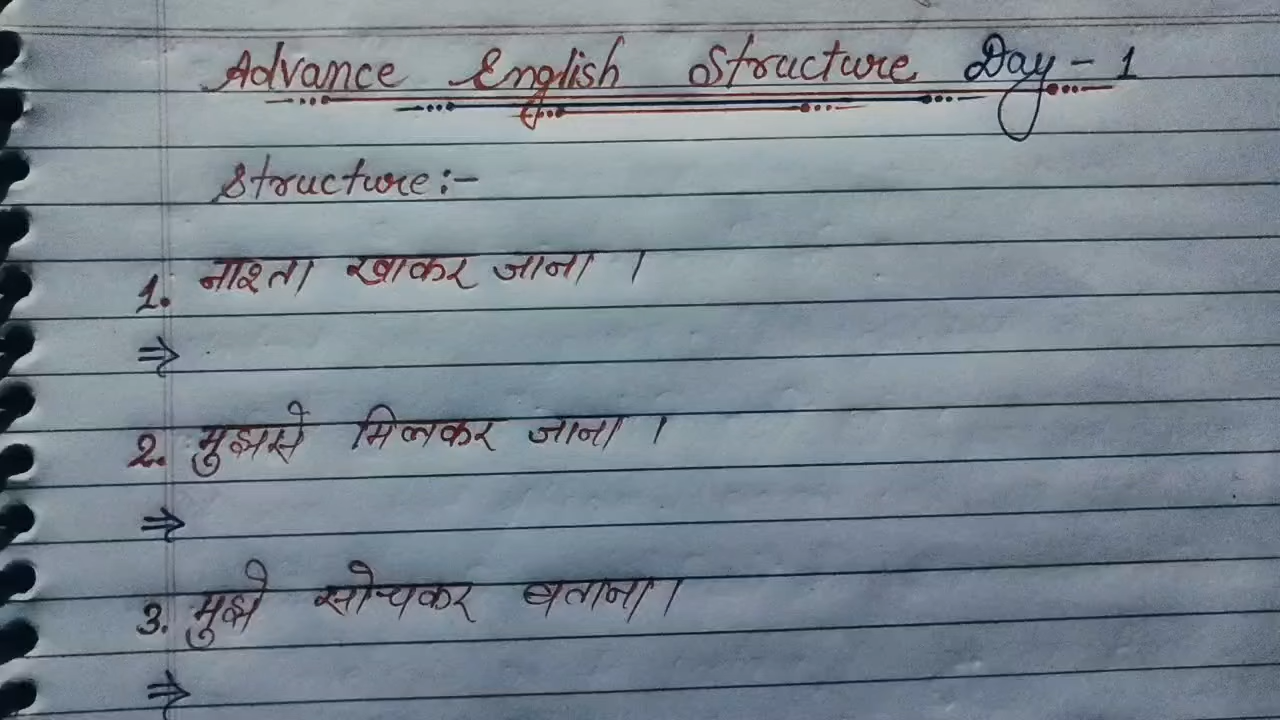 Advance English Structure Day - 1
Structure:-
1. नाश्ता खाकर जाना ।
⇒
2. मुझसे मिलकर जाना ।
⇒
3. मुझे सोचकर बताना ।
⇒